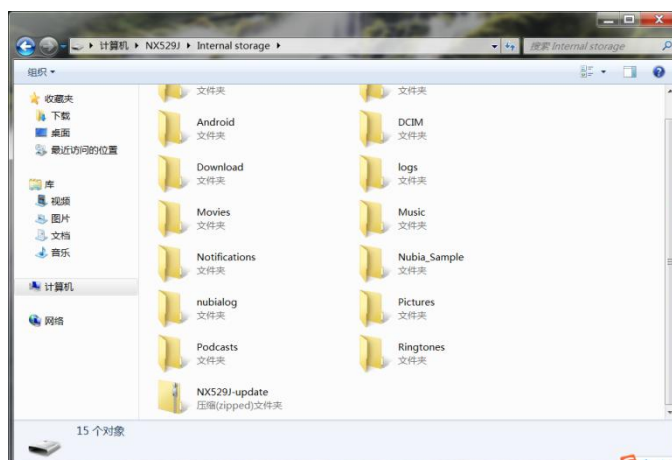 计算机 ▸ NX529J ▸ Internal storage ▸
搜索 Internal storage
组织
收藏夹
下载
桌面
最近访问的位置
库
视频
图片
文档
音乐
计算机
网络
文件夹
文件夹
Android
文件夹
DCIM
文件夹
Download
文件夹
logs
文件夹
Movies
文件夹
Music
文件夹
Notifications
文件夹
Nubia_Sample
文件夹
nubialog
文件夹
Pictures
文件夹
Podcasts
文件夹
Ringtones
文件夹
NX529J-update
压缩(zipped)文件夹
15 个对象